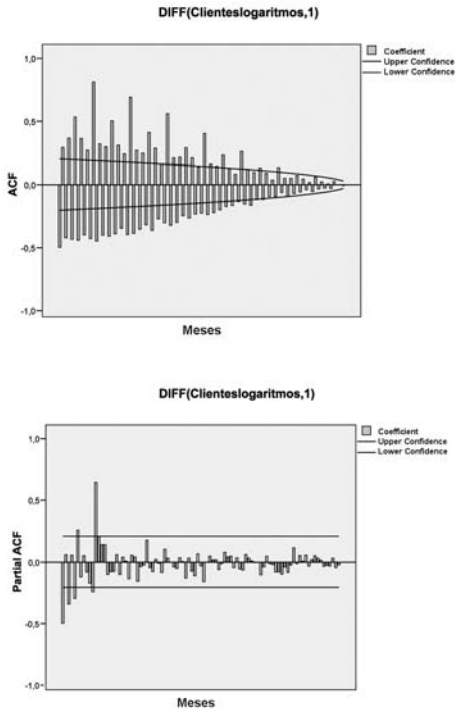 DIFF(Clienteslogaritmos,1)
1,0
0,5
0,0
-0,5
-1,0
ACF
Meses
Coefficient
Upper Confidence
Lower Confidence
DIFF(Clienteslogaritmos,1)
1,0
0,5
0,0
-0,5
-1,0
Partial ACF
Meses
Coefficient
Upper Confidence
Lower Confidence